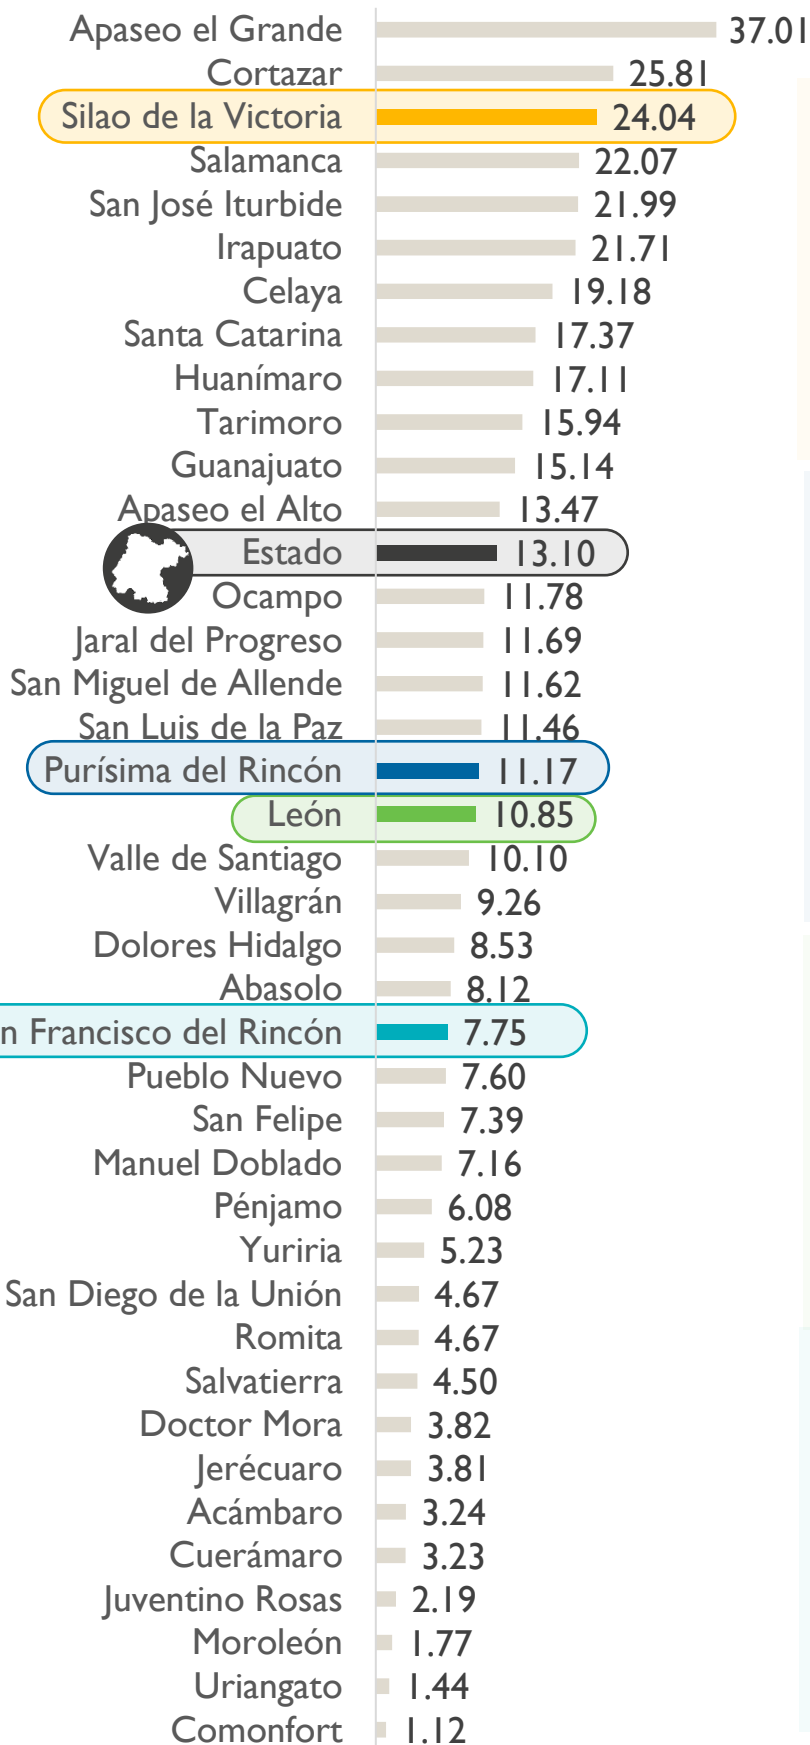 Apaseo el Grande 37.01
Cortazar 25.81
Silao de la Victoria 24.04
Salamanca 22.07
San José Iturbide 21.99
Irapuato 21.71
Celaya 19.18
Santa Catarina 17.37
Huanímaro 17.11
Tarimoro 15.94
Guanajuato 15.14
Apaseo el Alto 13.47
Estado 13.10
Ocampo 11.78
Jaral del Progreso 11.69
San Miguel de Allende 11.62
San Luis de la Paz 11.46
Purísima del Rincón 11.17
León 10.85
Valle de Santiago 10.10
Villagrán 9.26
Dolores Hidalgo 8.53
Abasolo 8.12
n Francisco del Rincón 7.75
Pueblo Nuevo 7.60
San Felipe 7.39
Manuel Doblado 7.16
Pénjamo 6.08
Yuriria 5.23
San Diego de la Unión 4.67
Romita 4.67
Salvatierra 4.50
Doctor Mora 3.82
Jerécuaro 3.81
Acámbaro 3.24
Cuerámaro 3.23
Juventino Rosas 2.19
Moroleón 1.77
Uriangato 1.44
Comonfort 1.12